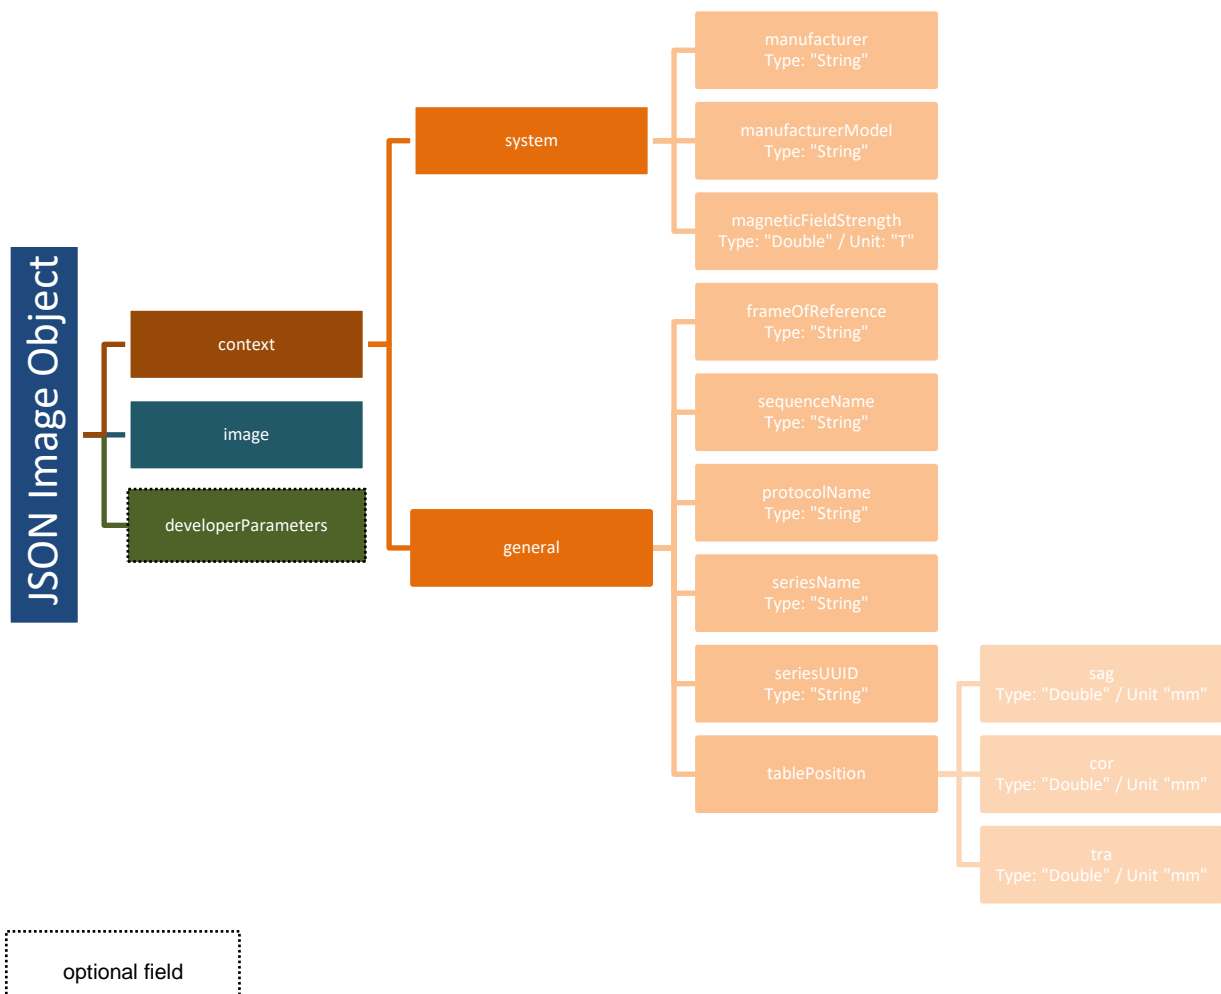 JSON Image Object
context
image
developerParameters
system
general
manufacturer
Type: "String"
manufacturerModel
Type: "String"
magneticFieldStrength
Type: "Double" / Unit: "T"
frameOfReference
Type: "String"
sequenceName
Type: "String"
protocolName
Type: "String"
seriesName
Type: "String"
seriesUUID
Type: "String"
tablePosition
sag
Type: "Double" / Unit "mm"
cor
Type: "Double" / Unit "mm"
tra
Type: "Double" / Unit "mm"
optional field